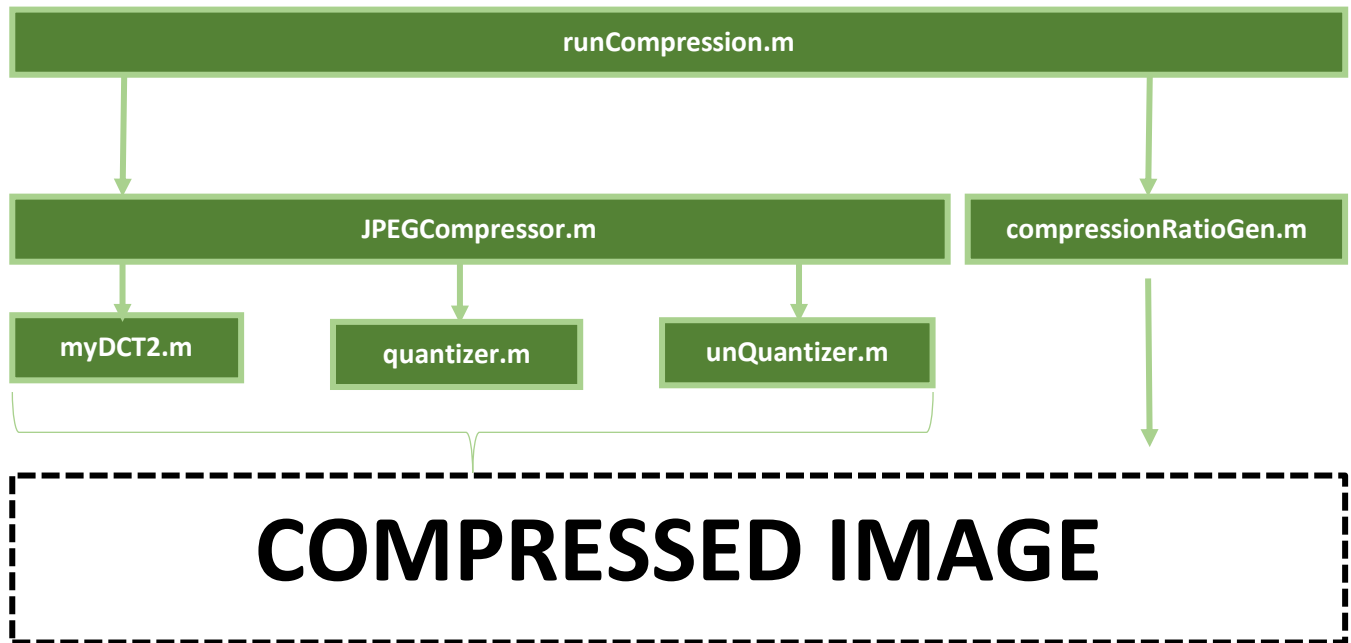 runCompression.m
JPEGCompressor.m
compressionRatioGen.m
myDCT2.m
quantizer.m
unQuantizer.m
COMPRESSED IMAGE